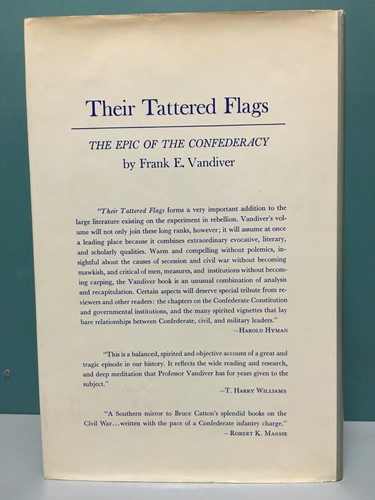 Their Tattered Flags
THE EPIC OF THE CONFEDERACY
by Frank E. Vandiver
"Their Tattered Flags forms a very important addition to the
large literature existing on the experiment in rebellion. Vandiver's vol-
ume will not only join these long ranks, however; it will assume at once
a leading place because it combines extraordinary evocative, literary,
and scholarly qualities. Warm and compelling without polemics, in-
sightful about the causes of secession and civil war without becoming
mawkish, and critical of men, measures, and institutions without becom-
ing carping, the Vandiver book is an unusual combination of analysis
and recapitulation. Certain aspects will deserve special tribute from re-
viewers and other readers: the chapters on the Confederate Constitution
and governmental institutions, and the many spirited vignettes that lay
bare relationships between Confederate, civil, and military leaders."
—HAROLD HYMAN
"This is a balanced, spirited and objective account of a great and
tragic episode in our history. It reflects the wide reading and research,
and deep meditation that Professor Vandiver has for years given to the
subject."
—T. HARRY WILLIAMS
"A Southern mirror to Bruce Catton's splendid books on the
Civil War...written with the pace of a Confederate infantry charge."
—ROBERT K. MASSIE